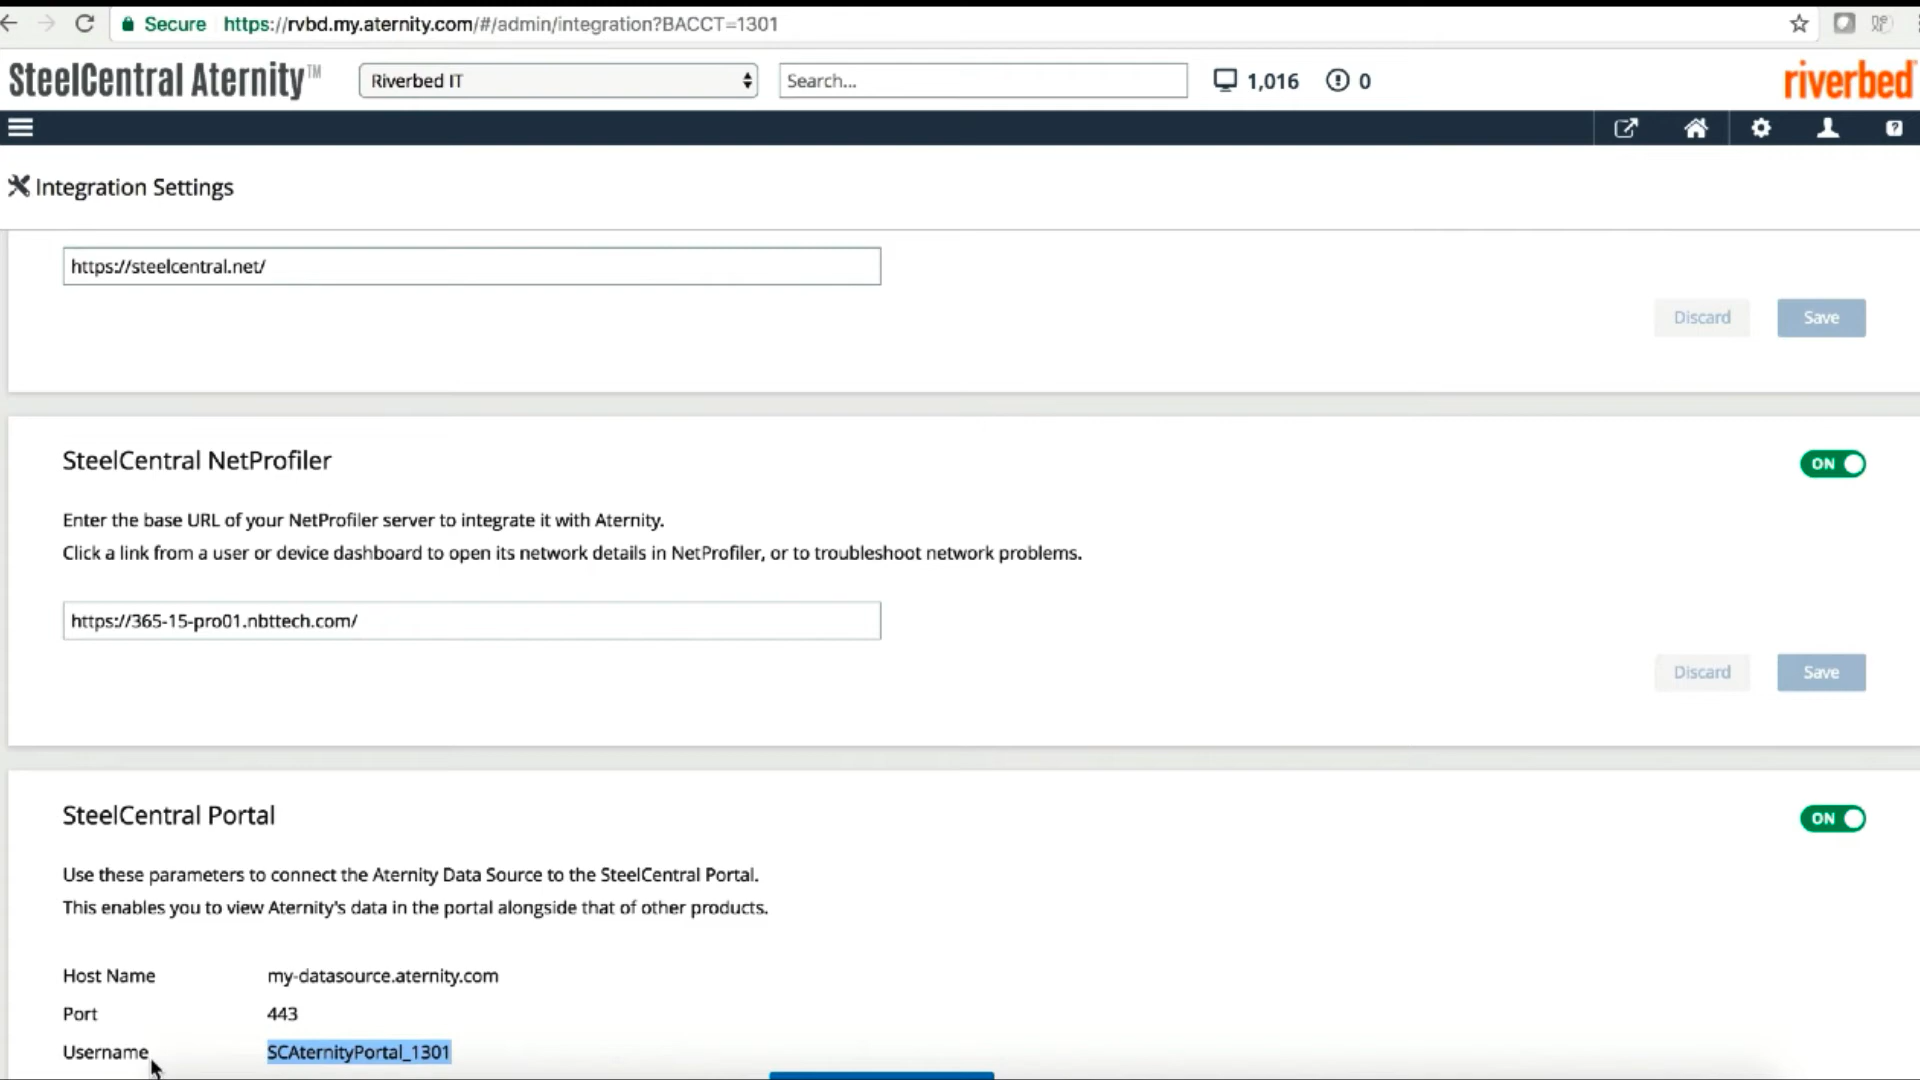 Secure https://rvbd.my.aternity.com/#/admin/integration?BACCT=1301
SteelCentral Aternity™ Riverbed IT Search... 1,016 0 riverbed
Integration Settings
https://steelcentral.net/
Discard Save
SteelCentral NetProfiler ON
Enter the base URL of your NetProfiler server to integrate it with Aternity.
Click a link from a user or device dashboard to open its network details in NetProfiler, or to troubleshoot network problems.
https://365-15-pro01.nbttech.com/
Discard Save
SteelCentral Portal ON
Use these parameters to connect the Aternity Data Source to the SteelCentral Portal.
This enables you to view Aternity's data in the portal alongside that of other products.
Host Name my-datasource.aternity.com
Port 443
Username SCAternityPortal_1301